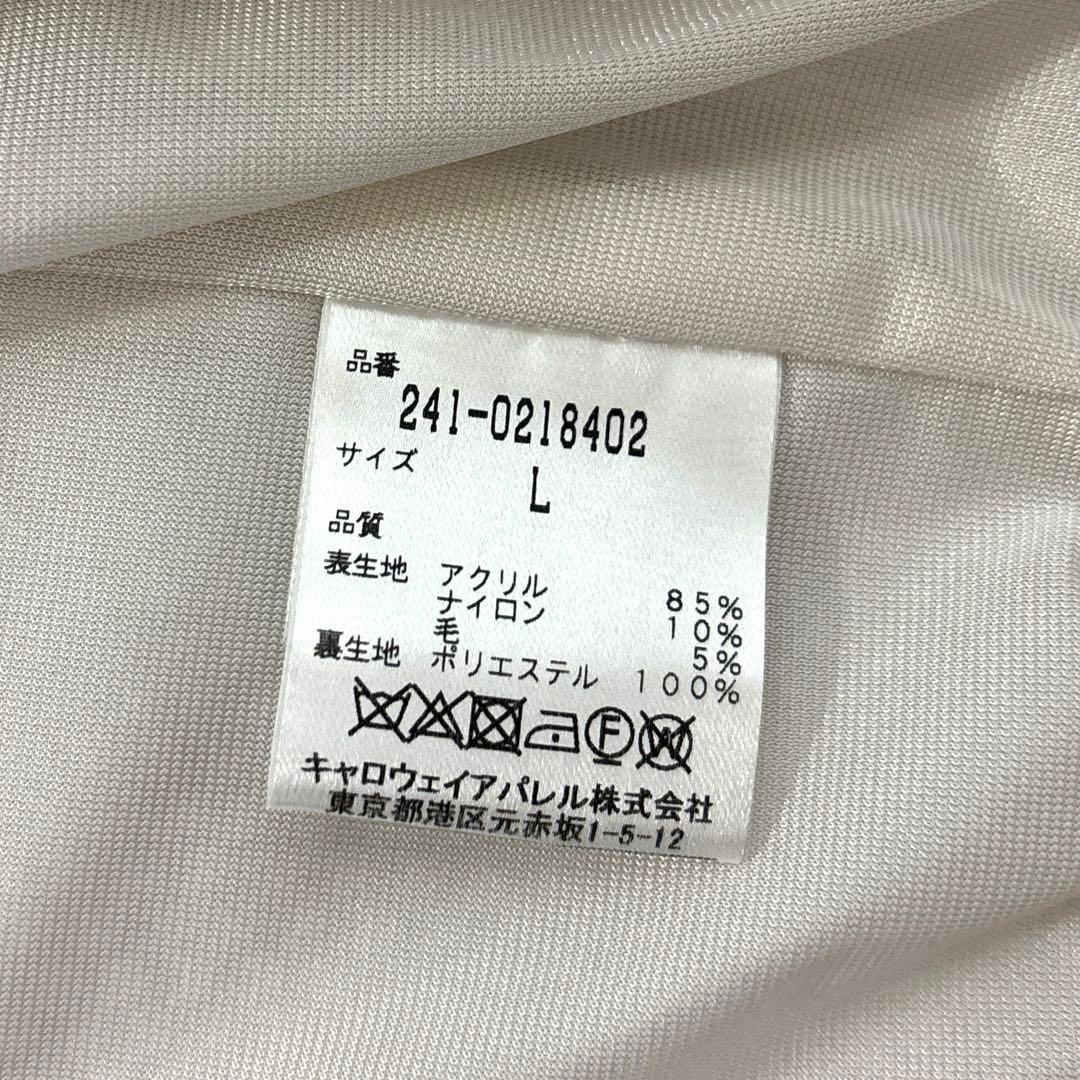 品番
241-0218402
サイズ
L
品質
表生地 アクリル 85%
ナイロン 10%
毛 5%
裏生地 ポリエステル 100%
F W
キャロウェイアパレル株式会社
東京都港区元赤坂1-5-12